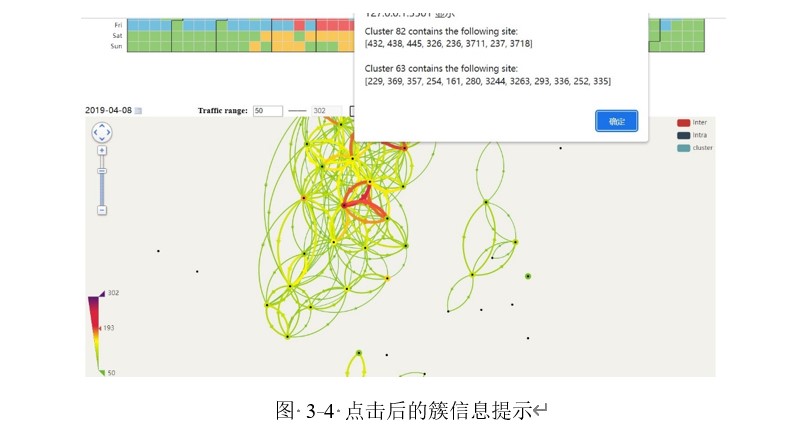 127.0.0.1:5501 显示
Fri
Sat
Sun
Cluster 82 contains the following site:
[432, 438, 445, 326, 236, 3711, 237, 3718]
Cluster 63 contains the following site:
[229, 369, 357, 254, 161, 280, 3244, 3263, 293, 336, 252, 335]
确定
2019-04-08 Traffic range: 50 302
Inter
Intra
cluster
302
193
50
图 3-4 点击后的簇信息提示